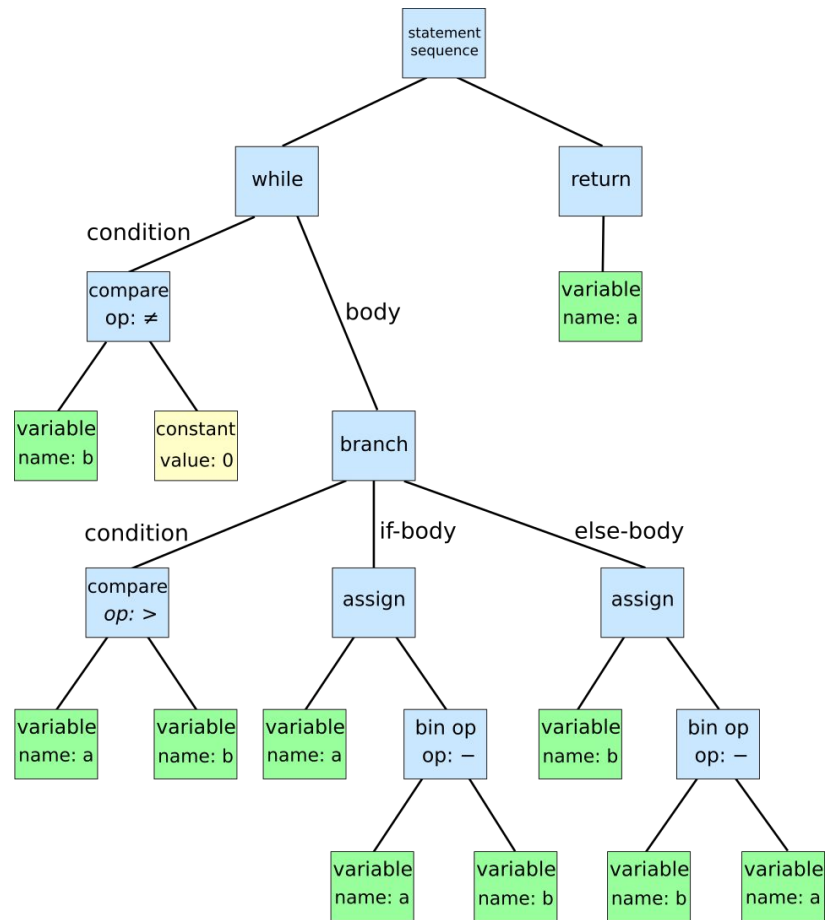 statement
sequence
while
return
condition
compare
op: ≠
body
variable
name: a
variable
name: b
constant
value: 0
branch
condition
if-body
else-body
compare
op: >
assign
assign
variable
name: a
variable
name: b
variable
name: a
bin op
op: −
variable
name: b
bin op
op: −
variable
name: a
variable
name: b
variable
name: b
variable
name: a